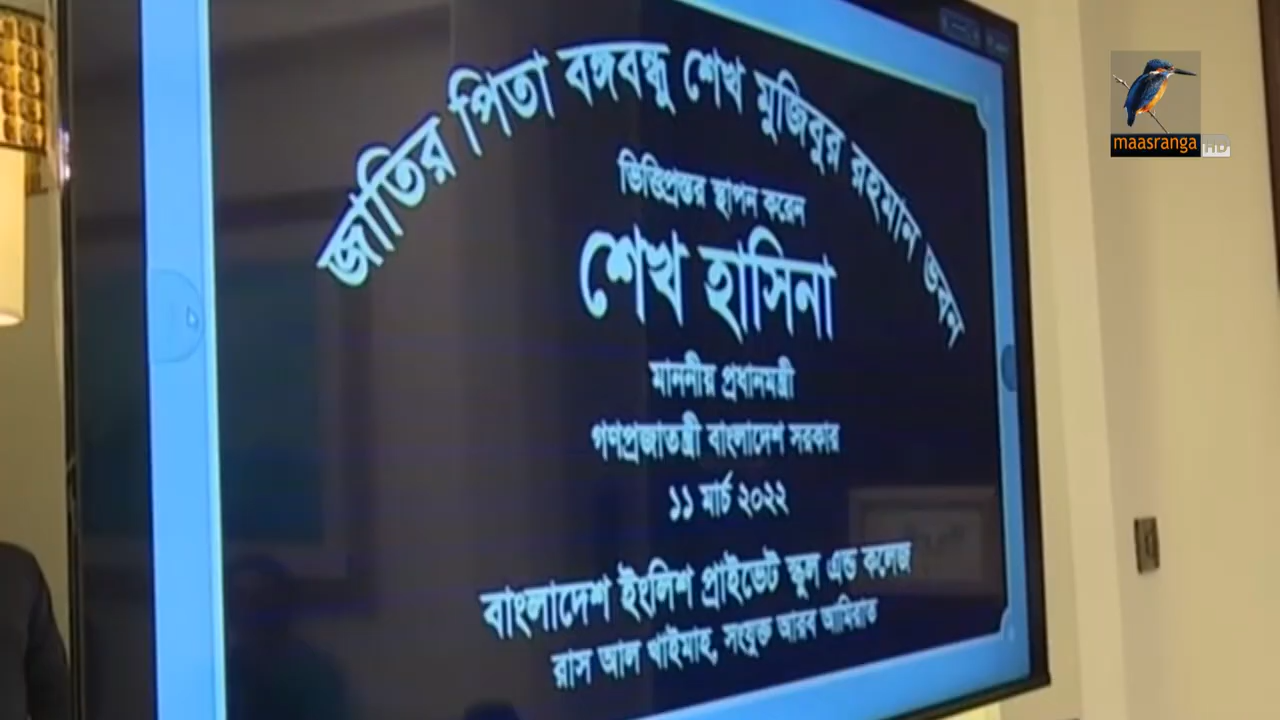 জাতির পিতা বঙ্গবন্ধু শেখ মুজিবুর রহমান ভবন
ভিত্তিপ্রস্তর স্থাপন করেন
শেখ হাসিনা
মাননীয় প্রধানমন্ত্রী
গণপ্রজাতন্ত্রী বাংলাদেশ সরকার
১১ মার্চ ২০২২
বাংলাদেশ ইংলিশ প্রাইভেট স্কুল এন্ড কলেজ
রাস আল খাইমাহ, সংযুক্ত আরব আমিরাত
maasranga HD